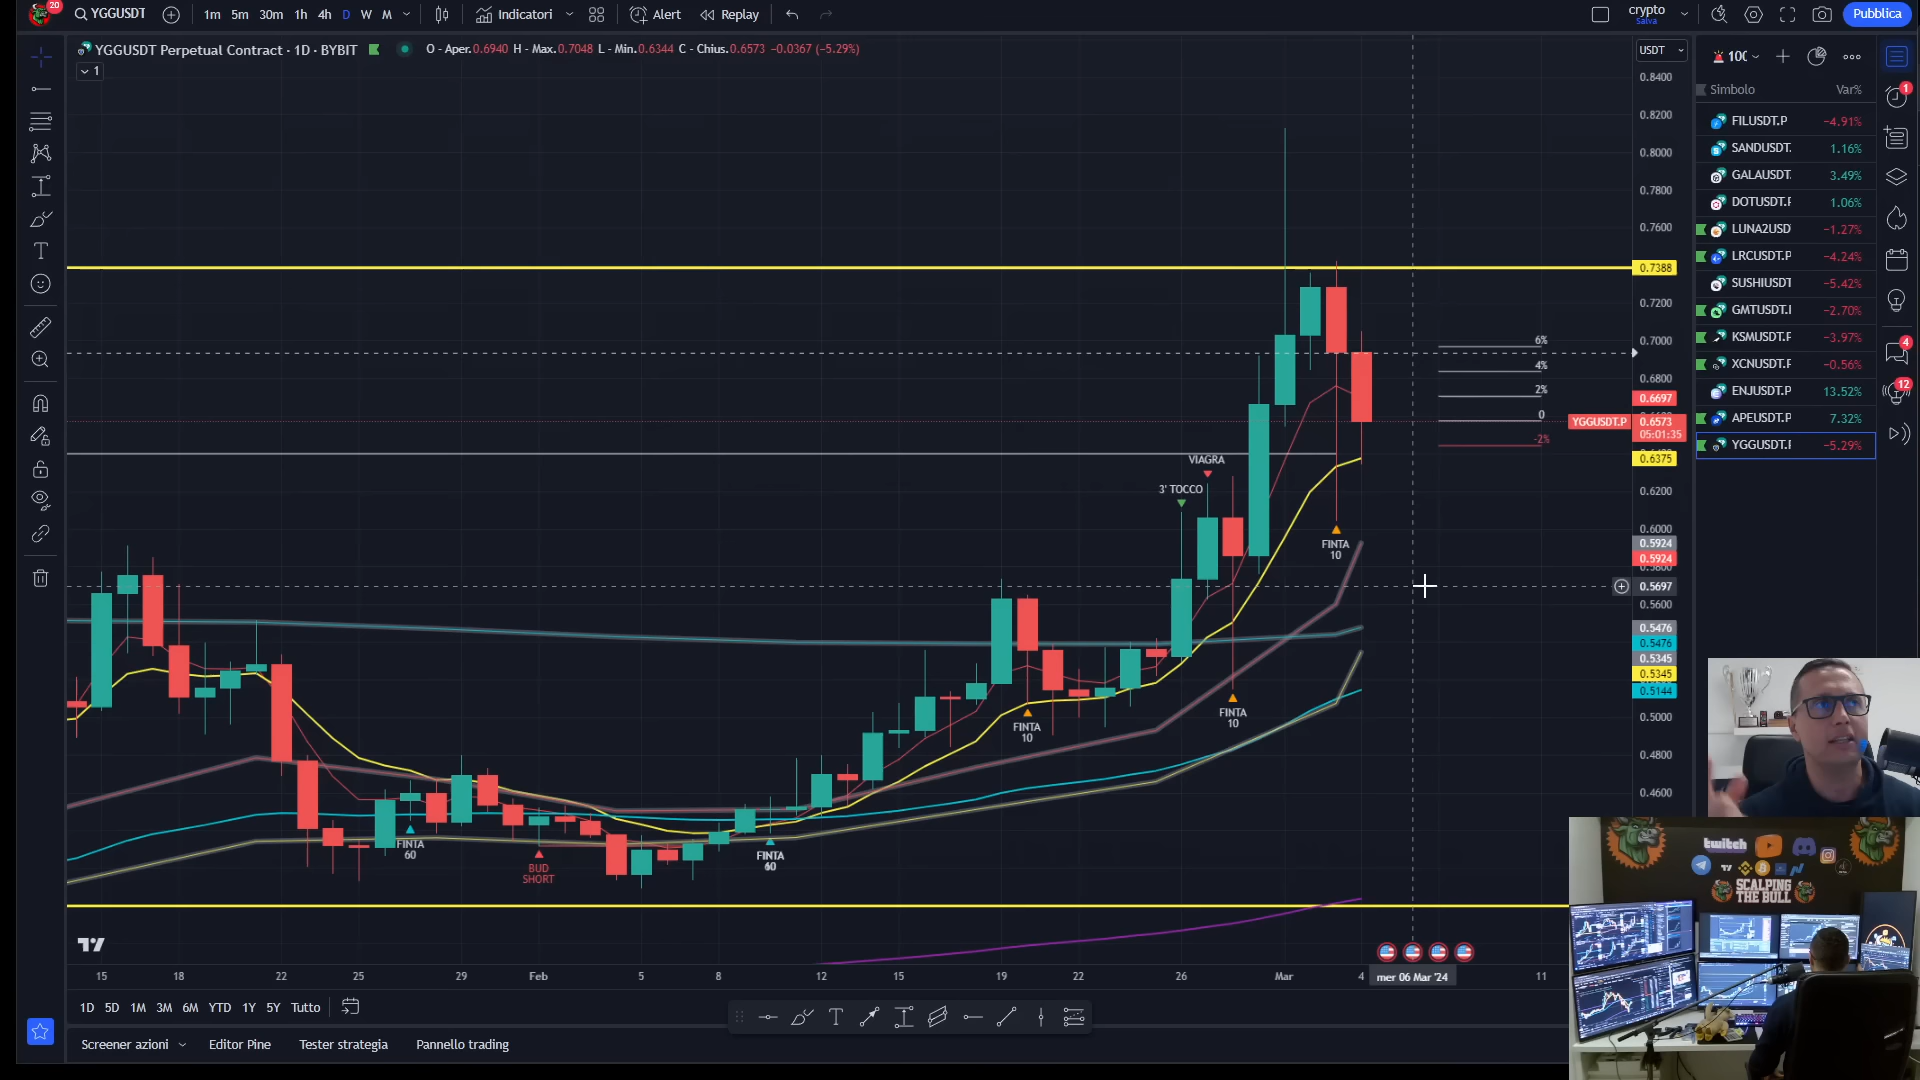 20
YGGUSDT
1m 5m 30m 1h 4h D W M
Indicatori
Alert
Replay
crypto
Salva
Pubblica
YGGUSDT Perpetual Contract · 1D · BYBIT
O - Aper.0.6940 H - Max.0.7048 L - Min.0.6344 C - Chius.0.6573 -0.0367 (-5.29%)
1
USDT
0.8400
0.8200
0.8000
0.7800
0.7600
0.7388
0.7200
0.7000
0.6800
0.6697
YGGUSDT.P 0.6573
05:01:35
0.6375
0.6200
0.6000
0.5924
0.5924
0.5800
0.5697
0.5600
0.5476
0.5476
0.5345
0.5345
0.5144
0.5000
0.4800
0.4600
6%
4%
2%
0
-2%
VIAGRA
3' TOCCO
FINTA
10
FINTA
10
FINTA
10
FINTA
60
BUD
SHORT
FINTA
60
15 18 22 25 29 Feb 5 8 12 15 19 22 26 Mar 4 mer 06 Mar '24 11
1D 5D 1M 3M 6M YTD 1Y 5Y Tutto
Screener azioni Editor Pine Tester strategia Pannello trading
Simbolo Var%
FILUSDT.P -4.91%
SANDUSDT. 1.16%
GALAUSDT. 3.49%
DOTUSDT.F 1.06%
LUNA2USD -1.27%
LRCUSDT.P -4.24%
SUSHIUSDT -5.42%
GMTUSDT.I -2.70%
KSMUSDT.F -3.97%
XCNUSDT.F -0.56%
ENJUSDT.P 13.52%
APEUSDT.P 7.32%
YGGUSDT.I -5.29%
1
4
12
twitch
SCALPING
THE BULL